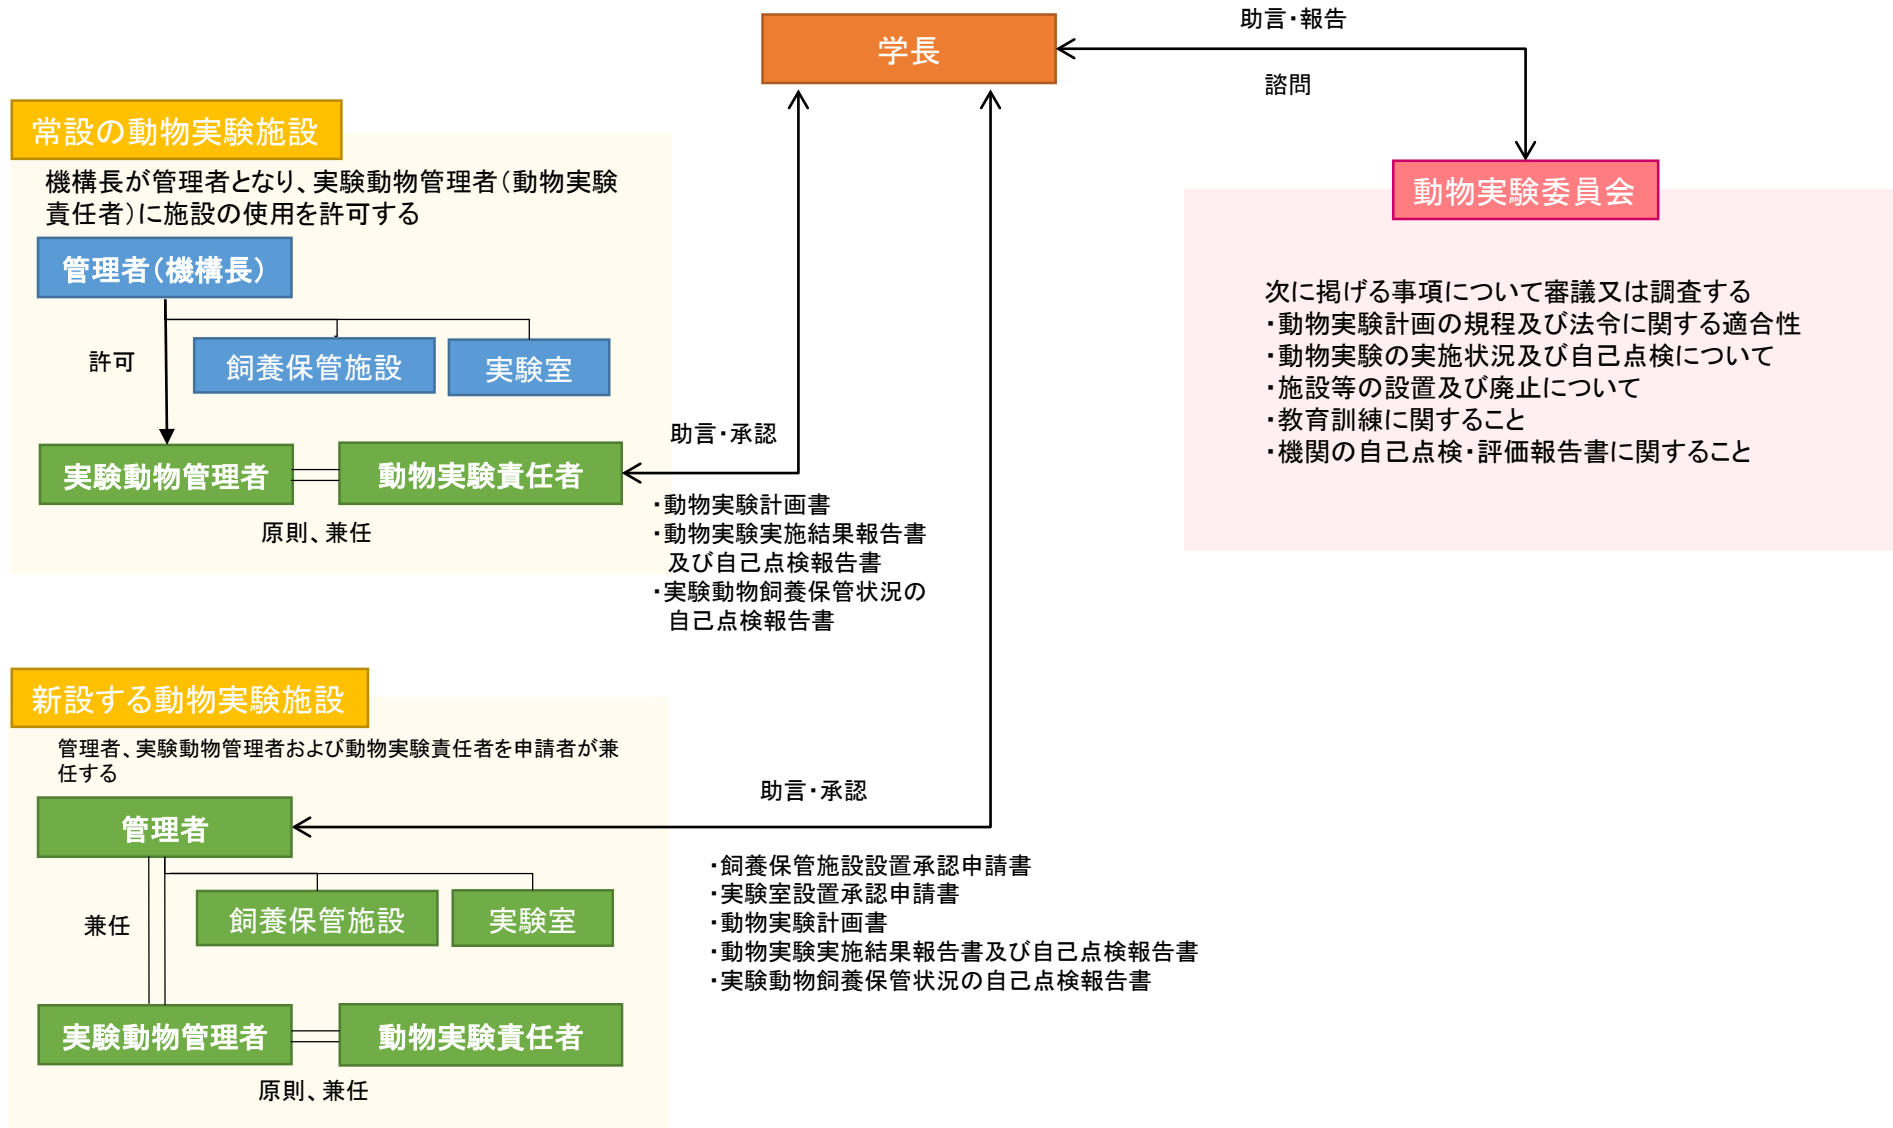 助言・報告
学長
諮問
常設の動物実験施設
機構長が管理者となり、実験動物管理者（動物実験
責任者）に施設の使用を許可する
管理者（機構長）
許可
飼養保管施設
実験室
実験動物管理者
動物実験責任者
原則、兼任
助言・承認
・動物実験計画書
・動物実験実施結果報告書
及び自己点検報告書
・実験動物飼養保管状況の
自己点検報告書
動物実験委員会
次に掲げる事項について審議又は調査する
・動物実験計画の規程及び法令に関する適合性
・動物実験の実施状況及び自己点検について
・施設等の設置及び廃止について
・教育訓練に関すること
・機関の自己点検・評価報告書に関すること
新設する動物実験施設
管理者、実験動物管理者および動物実験責任者を申請者が兼
任する
管理者
兼任
飼養保管施設
実験室
実験動物管理者
動物実験責任者
原則、兼任
助言・承認
・飼養保管施設設置承認申請書
・実験室設置承認申請書
・動物実験計画書
・動物実験実施結果報告書及び自己点検報告書
・実験動物飼養保管状況の自己点検報告書